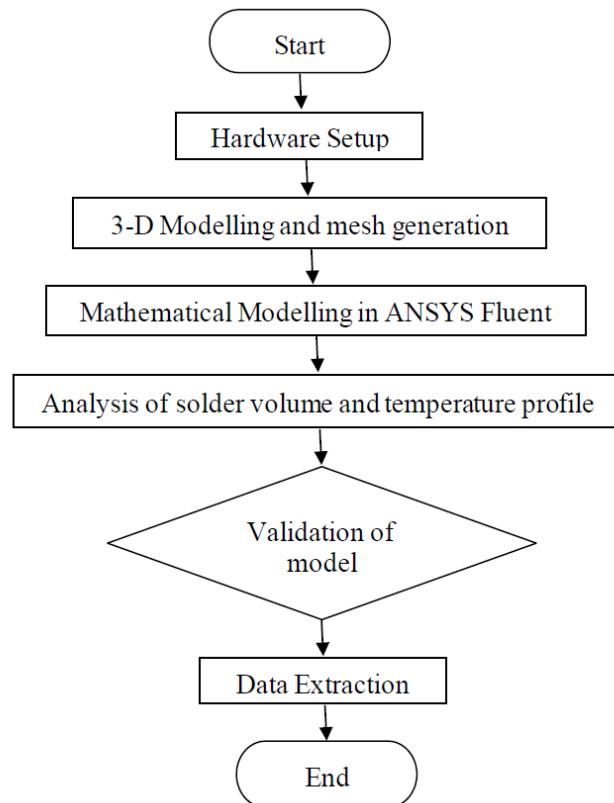 Start
Hardware Setup
3-D Modelling and mesh generation
Mathematical Modelling in ANSYS Fluent
Analysis of solder volume and temperature profile
Validation of
model
Data Extraction
End